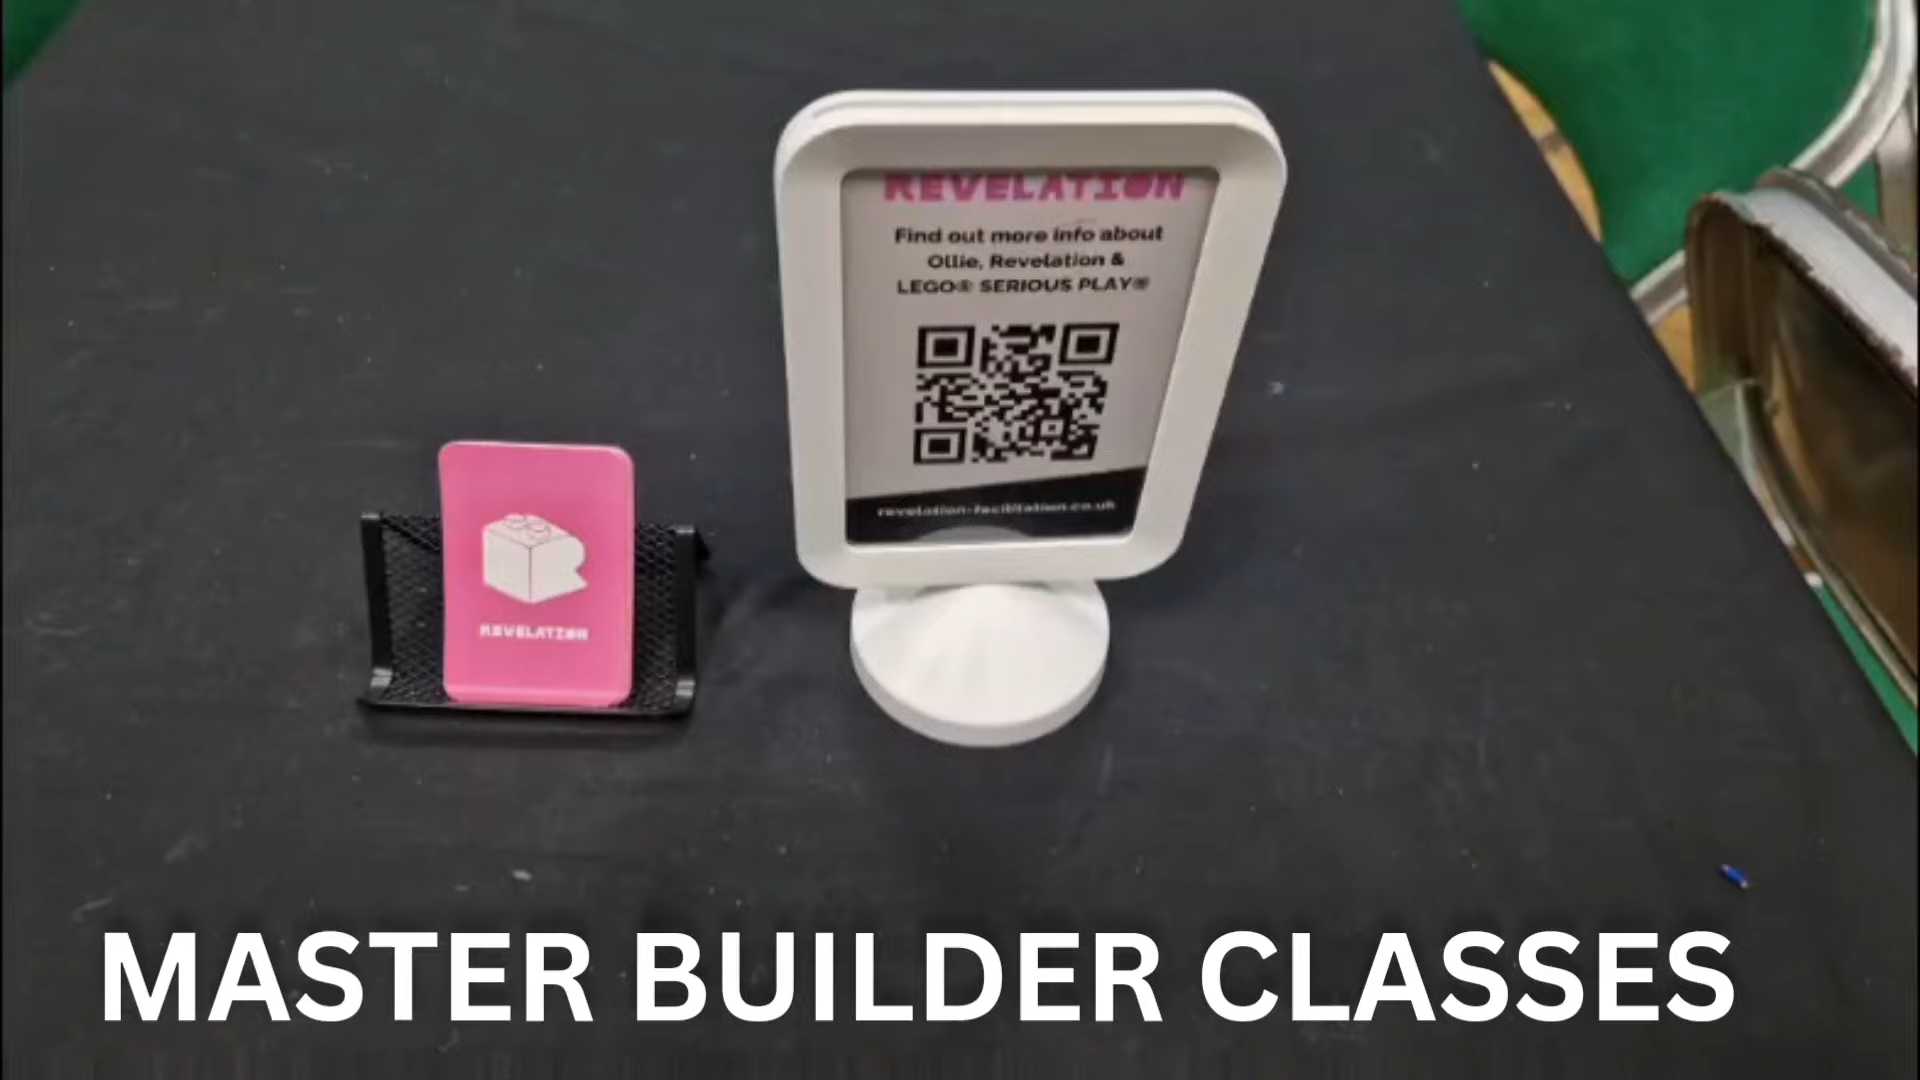 REVELATION
Find out more info about
Ollie, Revelation &
LEGO® SERIOUS PLAY®
revelation-facilitation.co.uk
REVELATION
MASTER BUILDER CLASSES